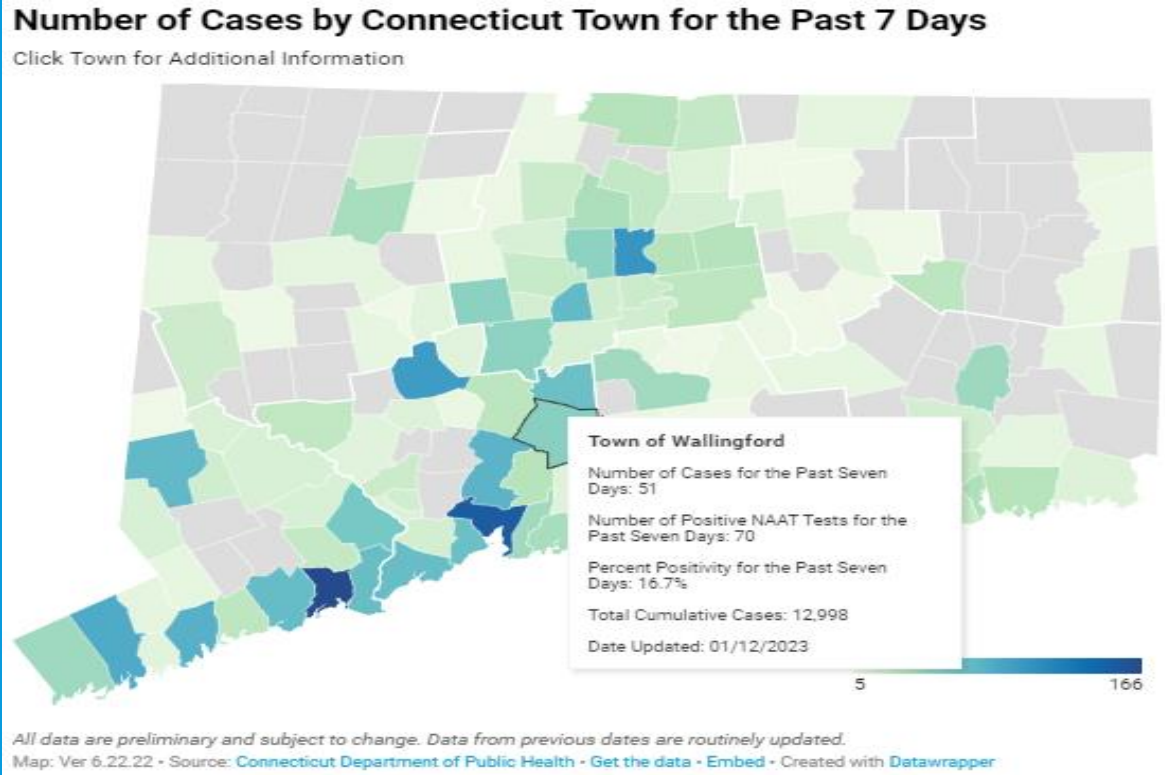 Number of Cases by Connecticut Town for the Past 7 Days
Click Town for Additional Information
Town of Wallingford
Number of Cases for the Past Seven
Days: 51
Number of Positive NAAT Tests for the
Past Seven Days: 70
Percent Positivity for the Past Seven
Days: 16.7%
Total Cumulative Cases: 12,998
Date Updated: 01/12/2023
5 166
All data are preliminary and subject to change. Data from previous dates are routinely updated.
Map: Ver 6.22.22 • Source: Connecticut Department of Public Health • Get the data • Embed • Created with Datawrapper